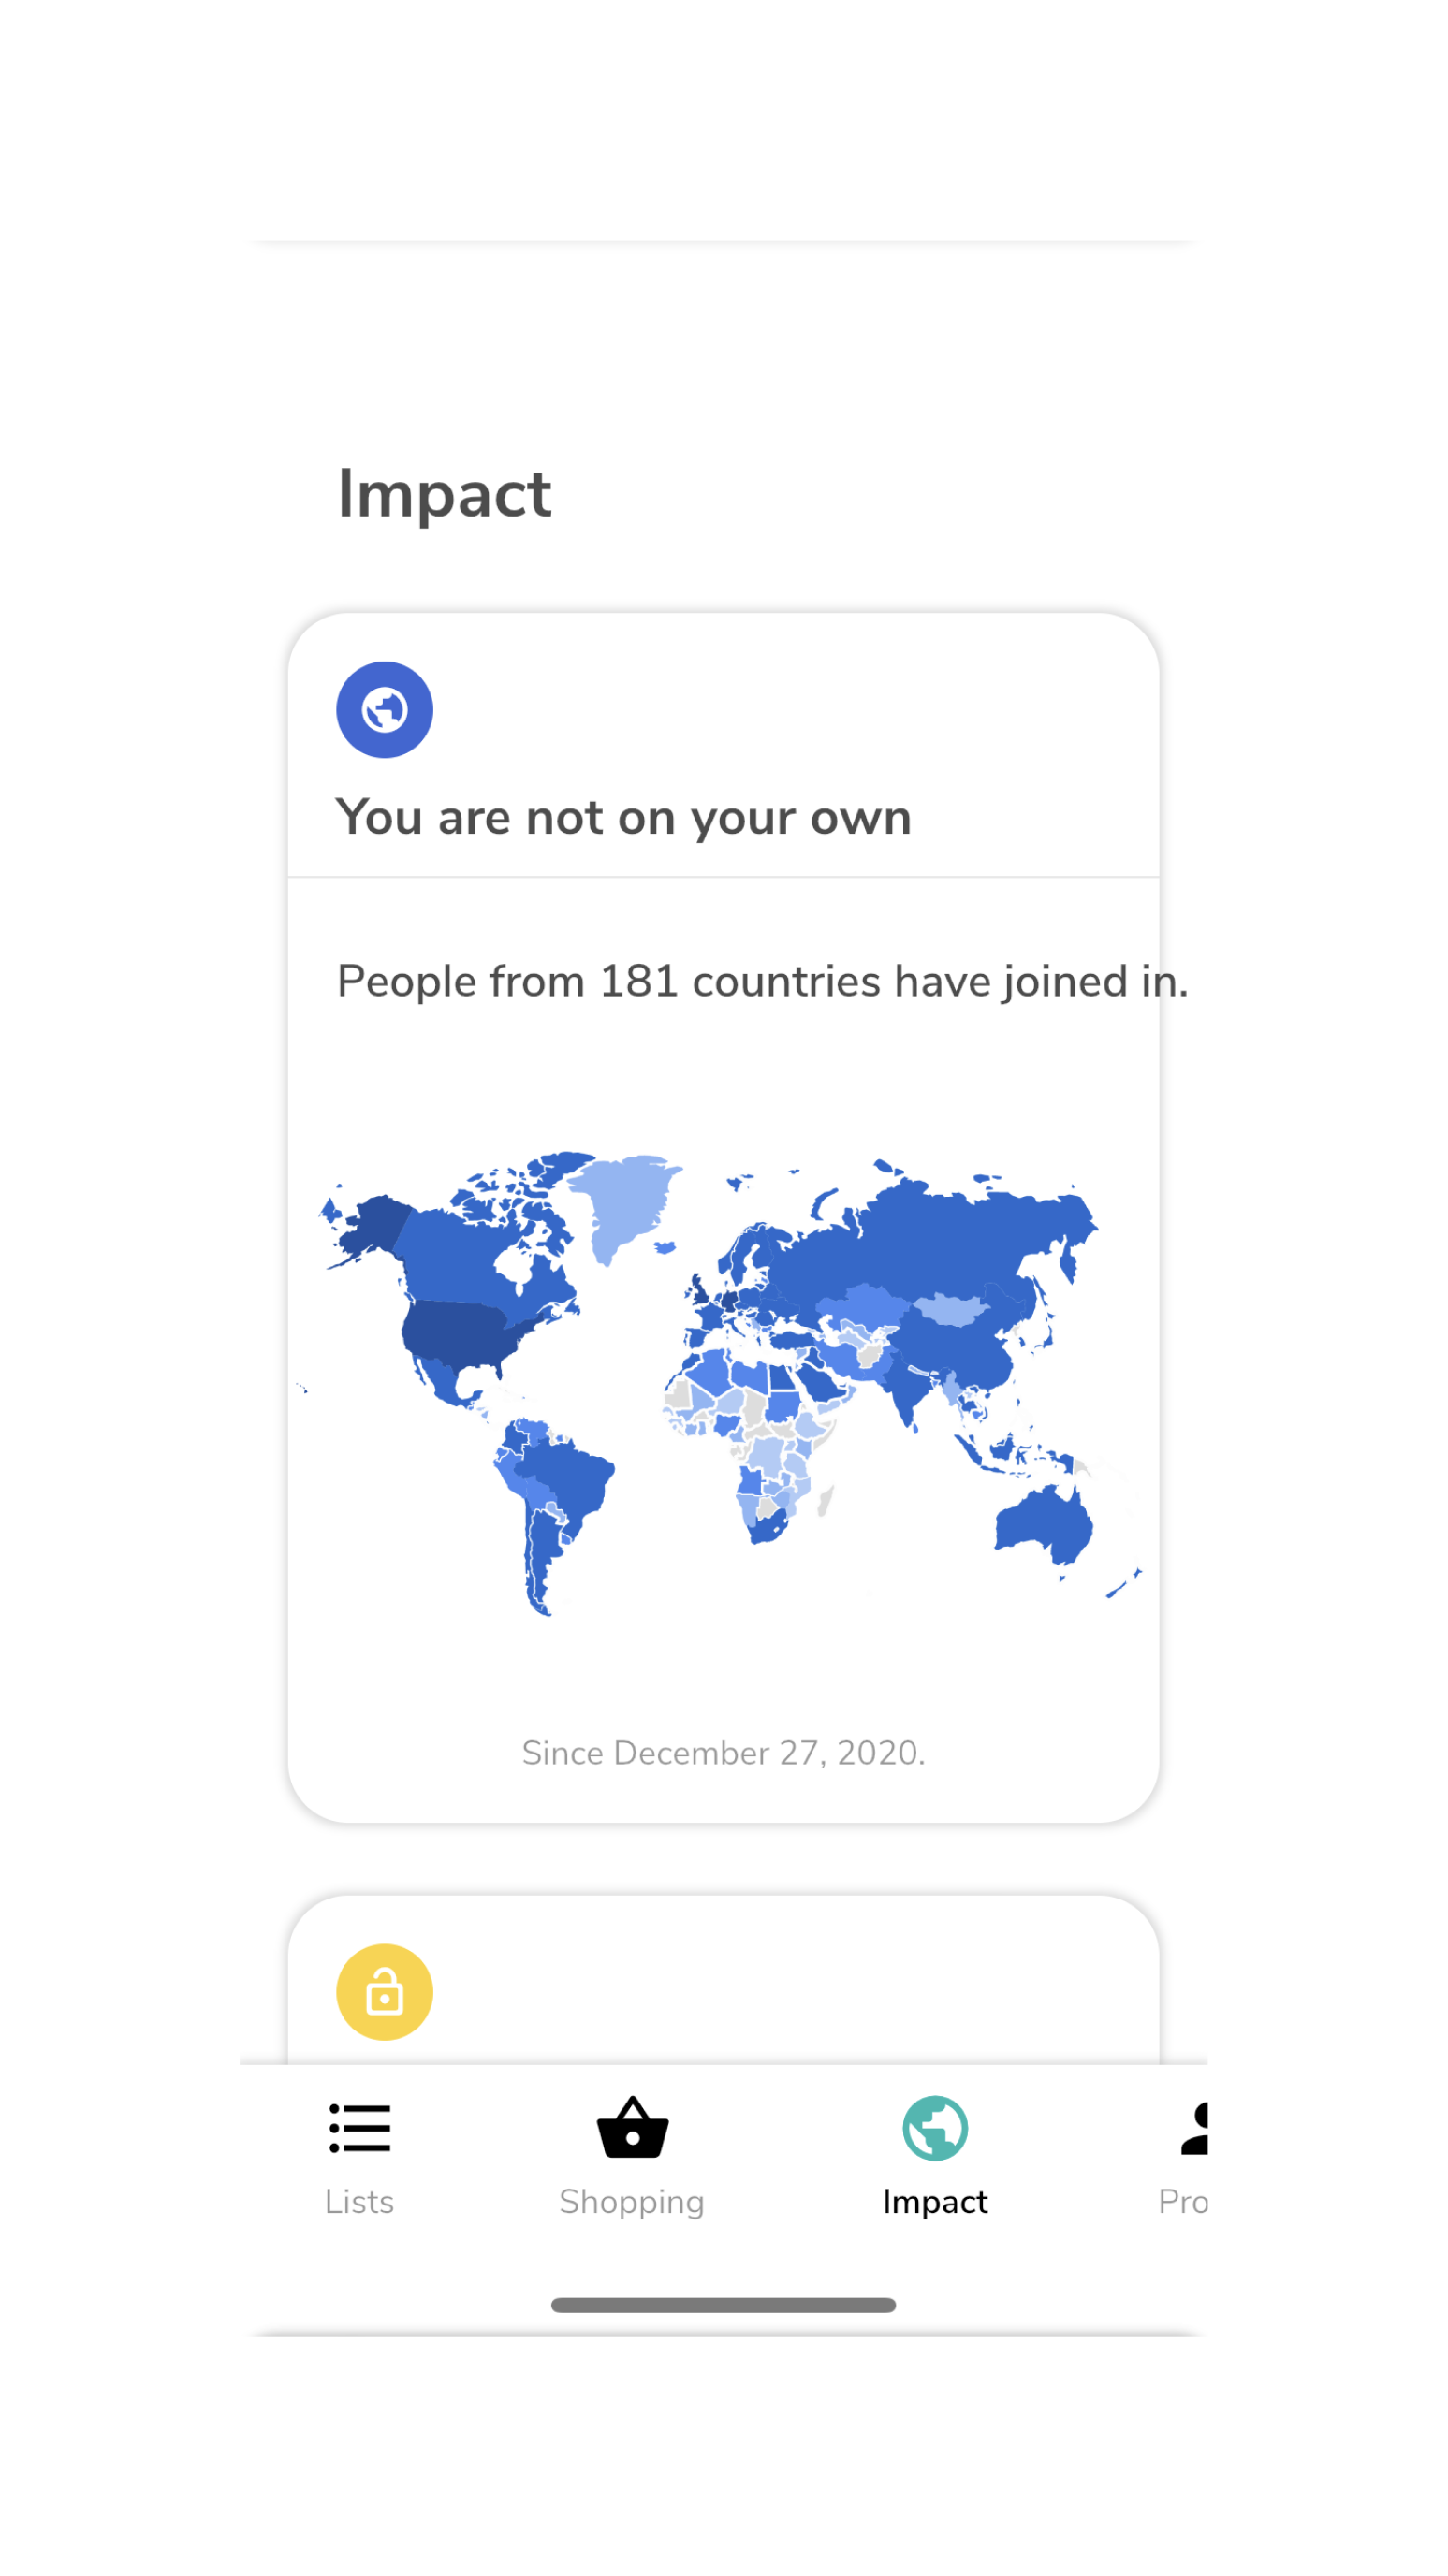 Impact
You are not on your own
People from 181 countries have joined in.
Since December 27, 2020.
Lists
Shopping
Impact
Pro